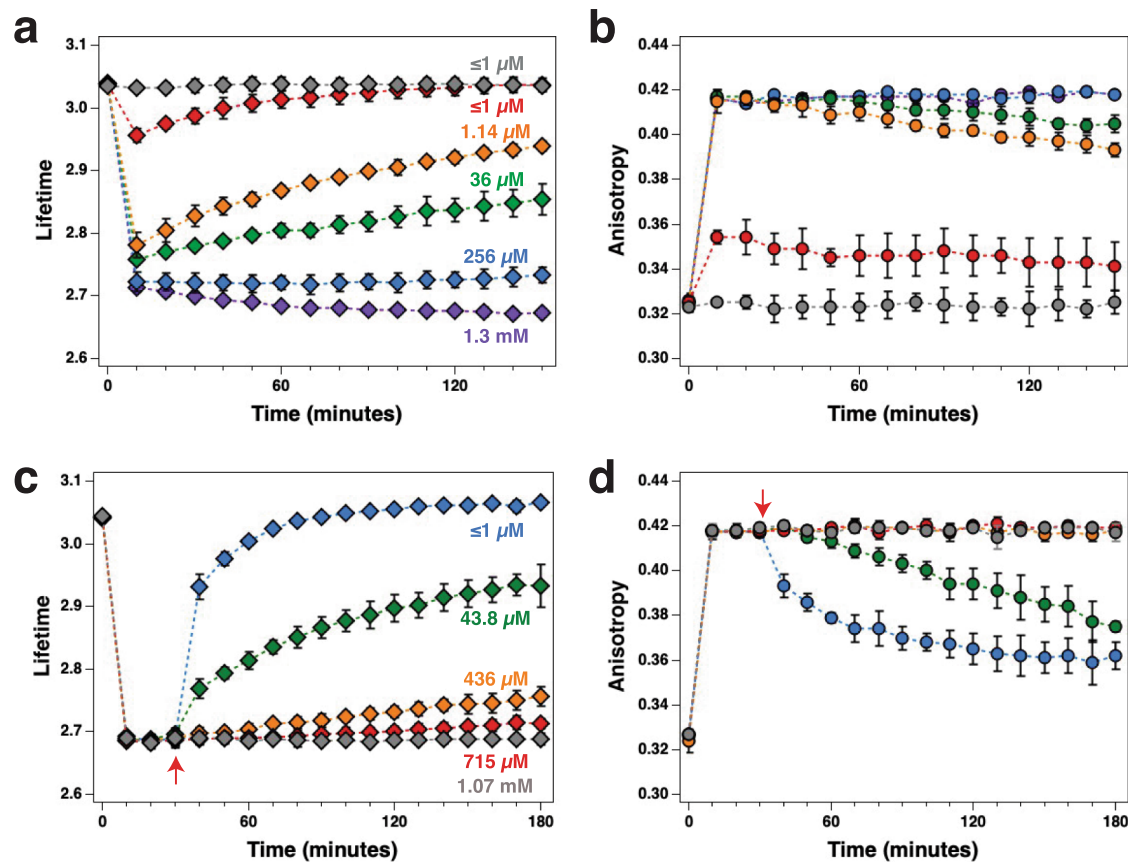 a
3.1
3.0
2.9
2.8
2.7
2.6
Lifetime
≤1 µM
≤1 µM
1.14 µM
36 µM
256 µM
1.3 mM
0
60
120
Time (minutes)
b
0.44
0.42
0.40
0.38
0.36
0.34
0.32
0.30
Anisotropy
0
60
120
Time (minutes)
c
3.1
3.0
2.9
2.8
2.7
2.6
Lifetime
≤1 µM
43.8 µM
436 µM
715 µM
1.07 mM
0
60
120
180
Time (minutes)
d
0.44
0.42
0.40
0.38
0.36
0.34
0.32
0.30
Anisotropy
0
60
120
180
Time (minutes)